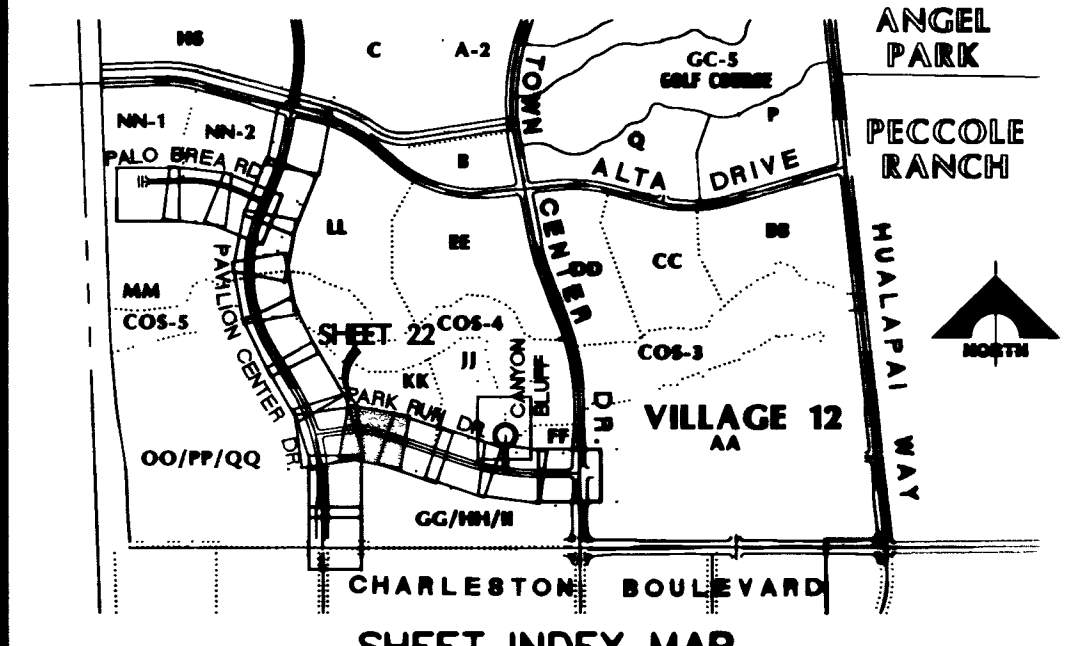 ANGEL
PARK
HS
C
A-2
GC-5
GOLF COURSE
NN-1
NN-2
TOWN CENTER DR.
Q
P
PECCOLE
RANCH
PALO BREA RD
B
ALTA DRIVE
LL
EE
DD
CC
BB
HUALAPAI WAY
MM
COS-5
PAVILION CENTER DR.
SHEET 22
COS-4
JJ
COS-3
NORTH
KK
CANYON
BLUFF
PARK RUN DR
FF
VILLAGE 12
AA
OO/PP/QQ
GG/HH/II
CHARLESTON BOULEVARD
SHEET INDEX MAP